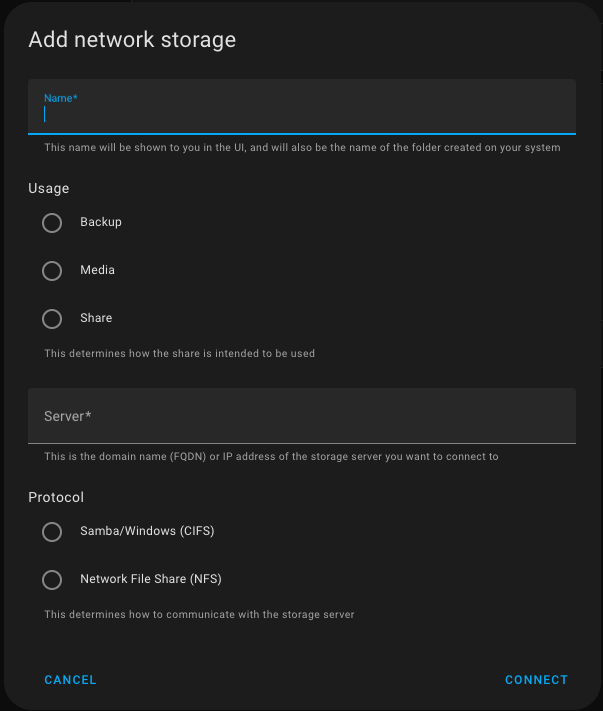 Add network storage
Name*
This name will be shown to you in the UI, and will also be the name of the folder created on your system
Usage
Backup
Media
Share
This determines how the share is intended to be used
Server*
This is the domain name (FQDN) or IP address of the storage server you want to connect to
Protocol
Samba/Windows (CIFS)
Network File Share (NFS)
This determines how to communicate with the storage server
CANCEL
CONNECT